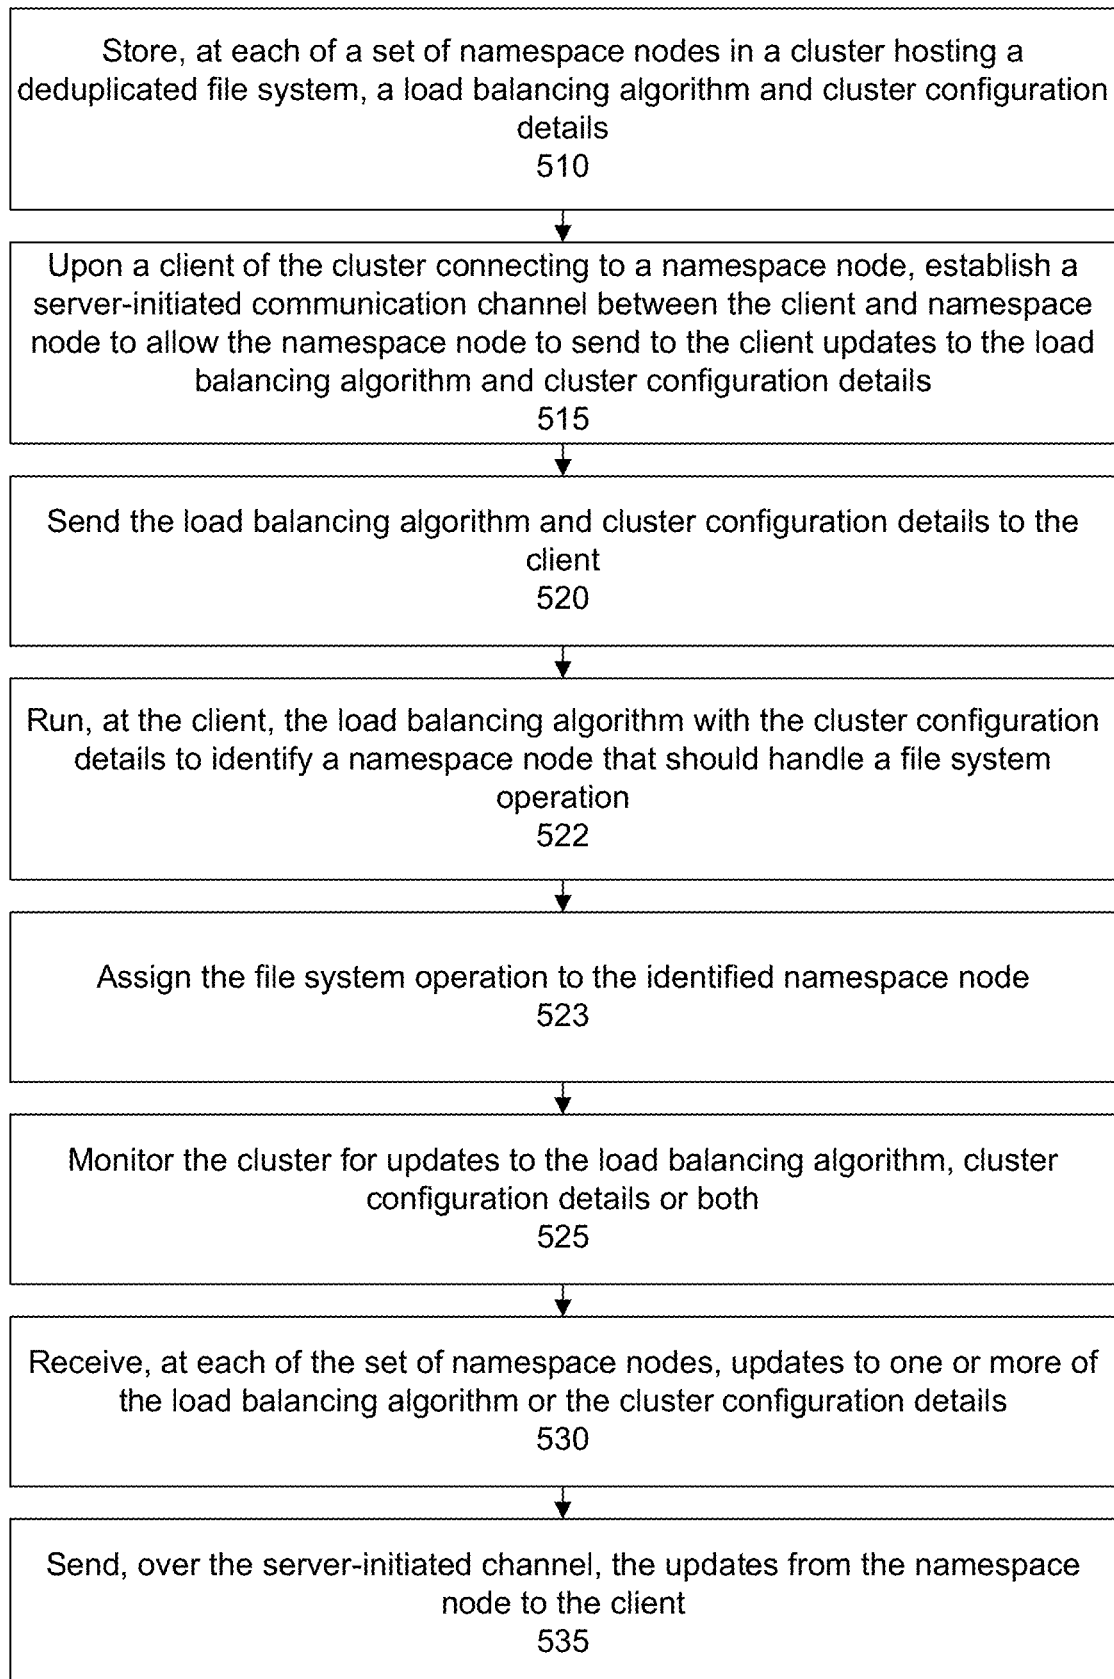 Store, at each of a set of namespace nodes in a cluster hosting a
deduplicated file system, a load balancing algorithm and cluster configuration
details
510
Upon a client of the cluster connecting to a namespace node, establish a
server-initiated communication channel between the client and namespace
node to allow the namespace node to send to the client updates to the load
balancing algorithm and cluster configuration details
515
Send the load balancing algorithm and cluster configuration details to the
client
520
Run, at the client, the load balancing algorithm with the cluster configuration
details to identify a namespace node that should handle a file system
operation
522
Assign the file system operation to the identified namespace node
523
Monitor the cluster for updates to the load balancing algorithm, cluster
configuration details or both
525
Receive, at each of the set of namespace nodes, updates to one or more of
the load balancing algorithm or the cluster configuration details
530
Send, over the server-initiated channel, the updates from the namespace
node to the client
535